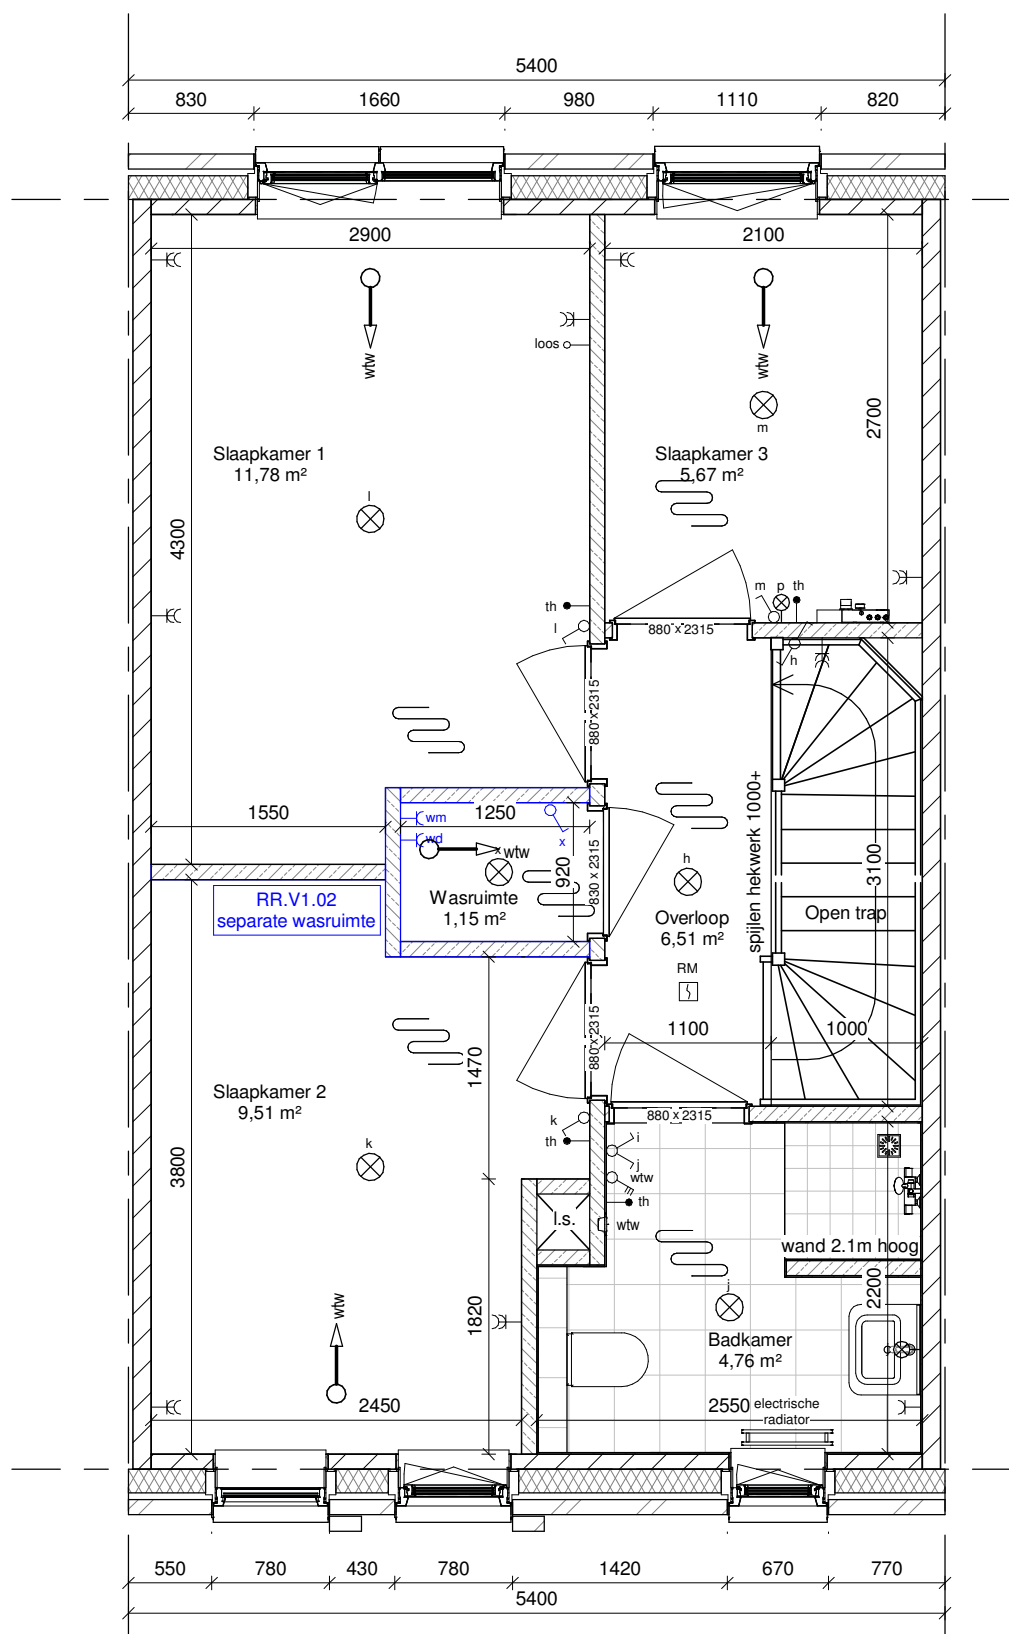 5400
830 1660 980 1110 820
2900 2100
wtw wtw
loos
m
2700
Slaapkamer 1
11,78 m²
Slaapkamer 3
5,67 m²
l
4300
th
l
m p th
880 x 2315
h
880 x 2315
spijlen hekwerk 1000+
1550 1250
wm
wd
x
x wtw
920
830 x 2315
h
3100
Wasruimte
1,15 m²
RR.V1.02
separate wasruimte
Overloop
6,51 m²
Open trap
RM
1470
880 x 2315
1100 1000
Slaapkamer 2
9,51 m²
k
k
th
880 x 2315
i
j
wtw
th
wtw
3800
l.s.
wand 2.1m hoog
2200
j
wtw
1820
Badkamer
4,76 m²
2450 2550
electrische
radiator
550 780 430 780 1420 670 770
5400